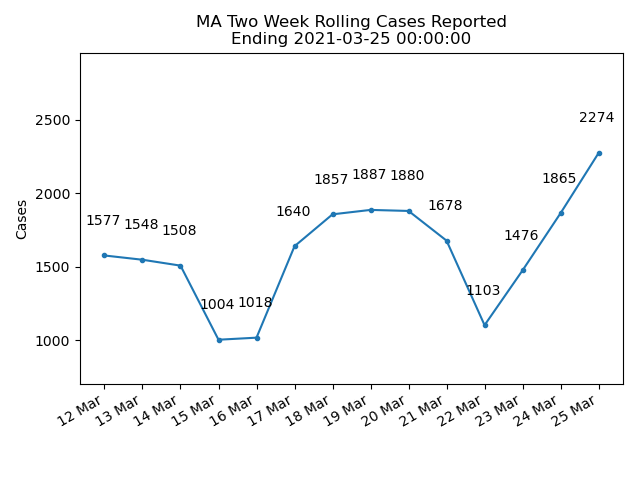 MA Two Week Rolling Cases Reported
Ending 2021-03-25 00:00:00
Cases
2500
2000
1500
1000
1577
1548
1508
1004
1018
1640
1857
1887
1880
1678
1103
1476
1865
2274
12 Mar
13 Mar
14 Mar
15 Mar
16 Mar
17 Mar
18 Mar
19 Mar
20 Mar
21 Mar
22 Mar
23 Mar
24 Mar
25 Mar